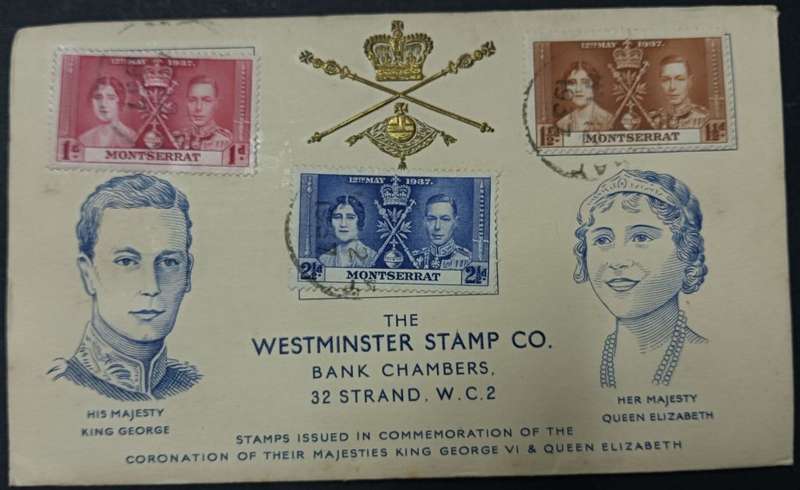 12TH MAY 1937.
1d. 1d.
MONTSERRAT
12TH MAY 1937.
1½d. 1½d.
MONTSERRAT
12TH MAY 1937.
2½d. 2½d.
MONTSERRAT
THE
WESTMINSTER STAMP CO.
BANK CHAMBERS,
32 STRAND, W.C.2
HIS MAJESTY
KING GEORGE
HER MAJESTY
QUEEN ELIZABETH
STAMPS ISSUED IN COMMEMORATION OF THE
CORONATION OF THEIR MAJESTIES KING GEORGE VI & QUEEN ELIZABETH